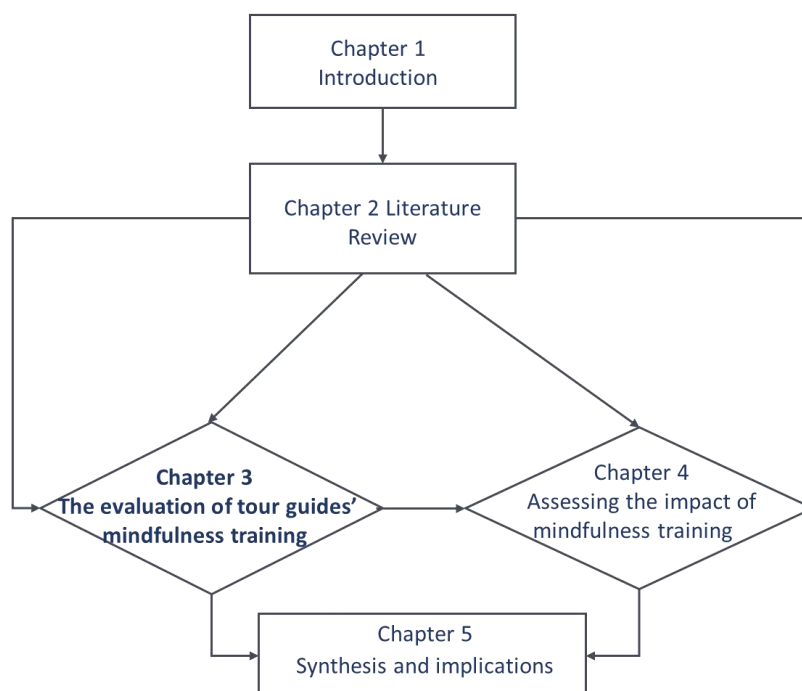 Chapter 1
Introduction
Chapter 2 Literature
Review
Chapter 3
The evaluation of tour guides’
mindfulness training
Chapter 4
Assessing the impact of
mindfulness training
Chapter 5
Synthesis and implications